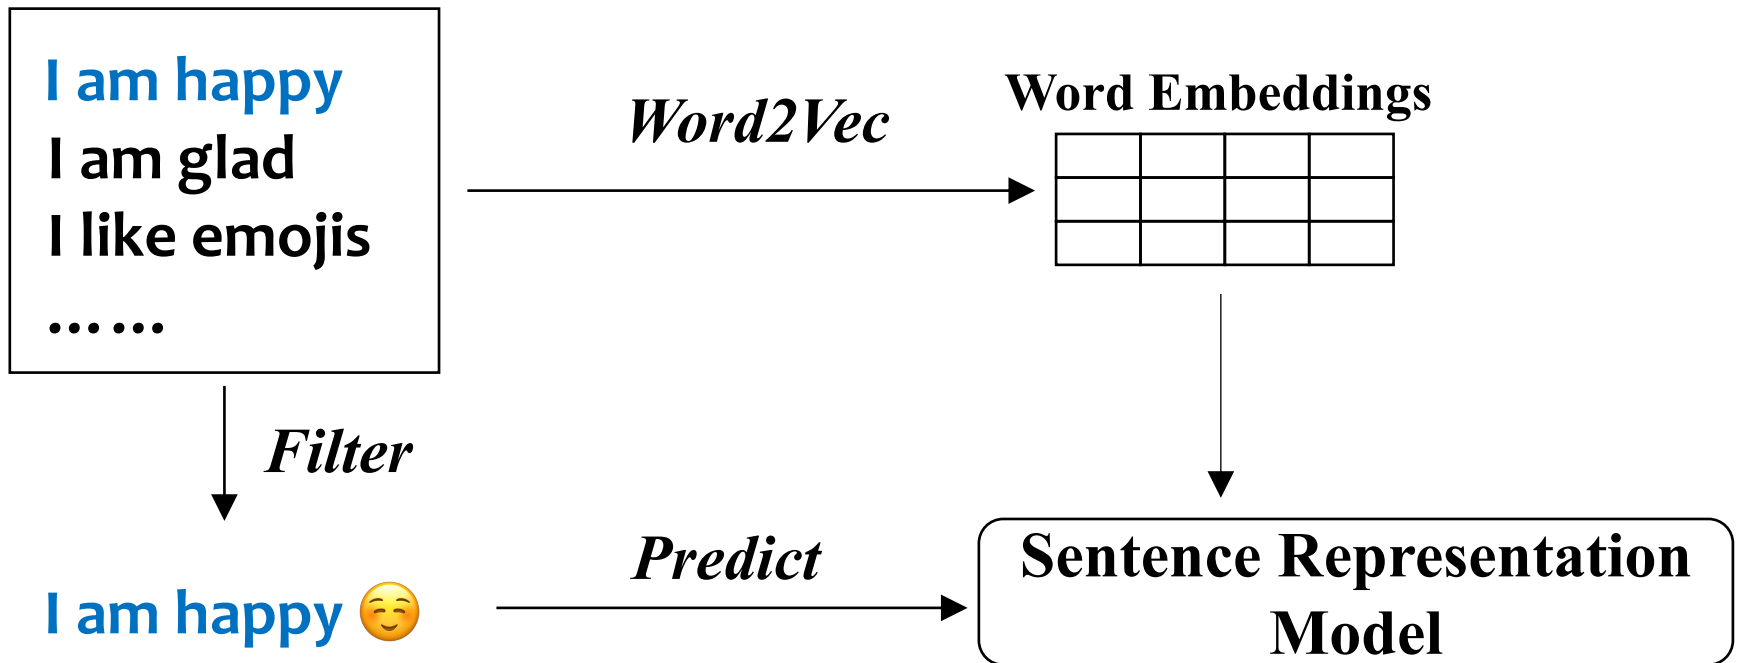 I am happy
I am glad
I like emojis
……
Word2Vec
Word Embeddings
Filter
I am happy ☺️
Predict
Sentence Representation
Model